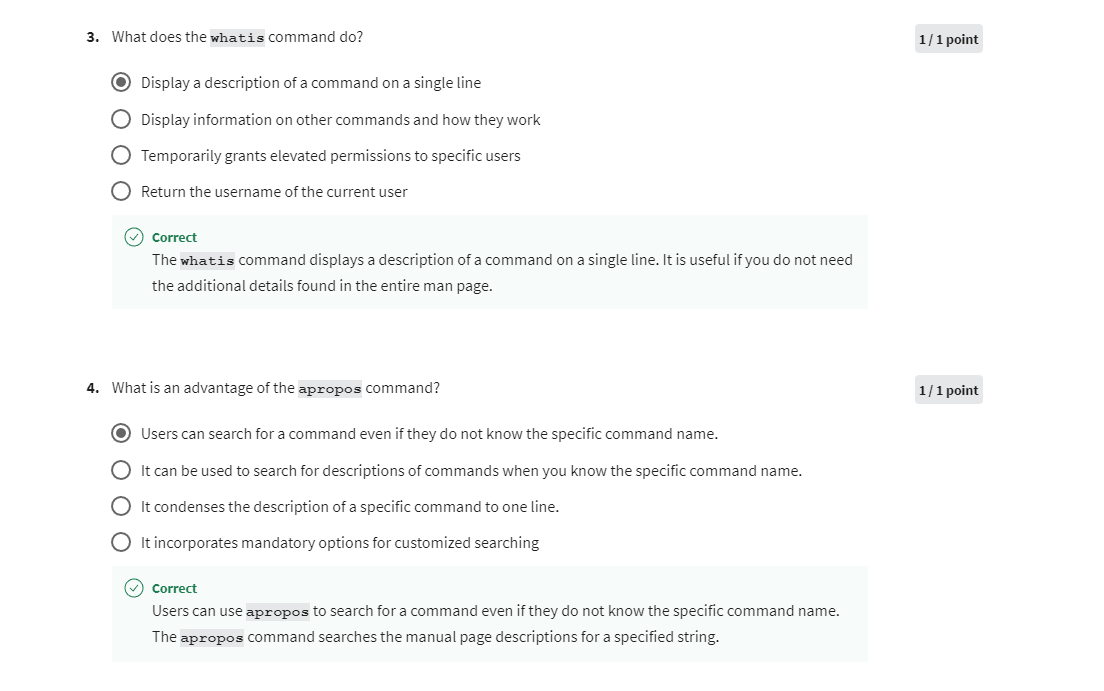 3. What does the whatis command do?
1 / 1 point
Display a description of a command on a single line
Display information on other commands and how they work
Temporarily grants elevated permissions to specific users
Return the username of the current user
Correct
The whatis command displays a description of a command on a single line. It is useful if you do not need
the additional details found in the entire man page.
4. What is an advantage of the apropos command?
1 / 1 point
Users can search for a command even if they do not know the specific command name.
It can be used to search for descriptions of commands when you know the specific command name.
It condenses the description of a specific command to one line.
It incorporates mandatory options for customized searching
Correct
Users can use apropos to search for a command even if they do not know the specific command name.
The apropos command searches the manual page descriptions for a specified string.